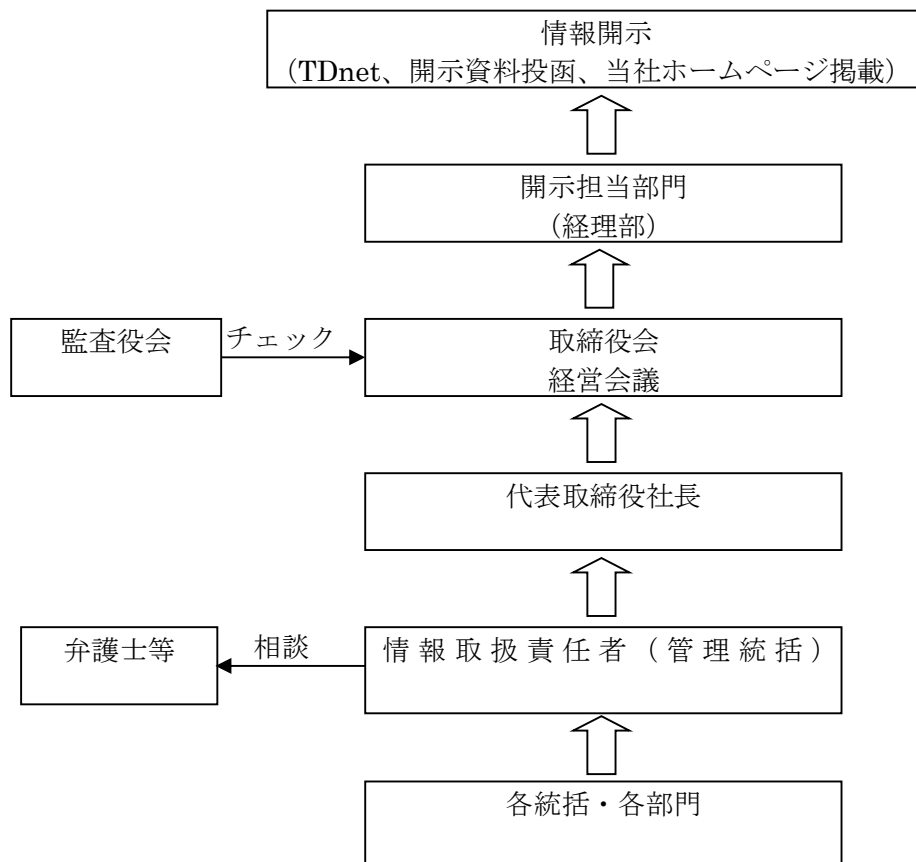 情報開示
（TDnet、開示資料投函、当社ホームページ掲載）
開示担当部門
（経理部）
監査役会
チェック
取締役会
経営会議
代表取締役社長
弁護士等
相談
情報取扱責任者（管理統括）
各統括・各部門